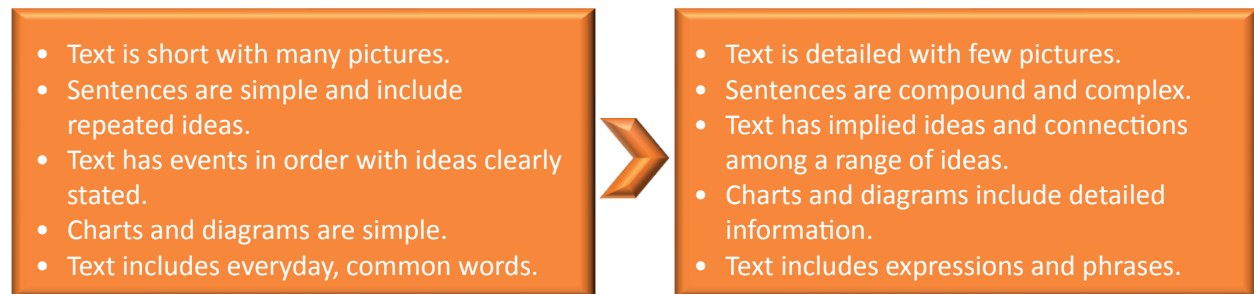 • Text is short with many pictures.
• Sentences are simple and include
repeated ideas.
• Text has events in order with ideas clearly
stated.
• Charts and diagrams are simple.
• Text includes everyday, common words.
• Text is detailed with few pictures.
• Sentences are compound and complex.
• Text has implied ideas and connections
among a range of ideas.
• Charts and diagrams include detailed
information.
• Text includes expressions and phrases.